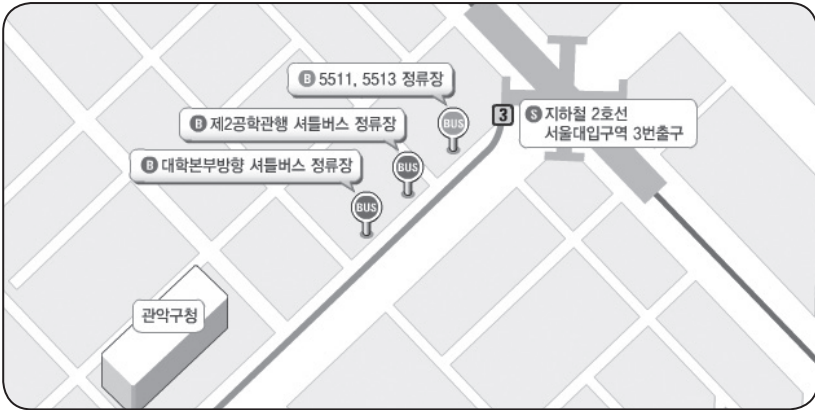 B 5511, 5513 정류장
BUS
3
S 지하철 2호선
서울대입구역 3번출구
B 제2공학관행 셔틀버스 정류장
BUS
B 대학본부방향 셔틀버스 정류장
BUS
관악구청